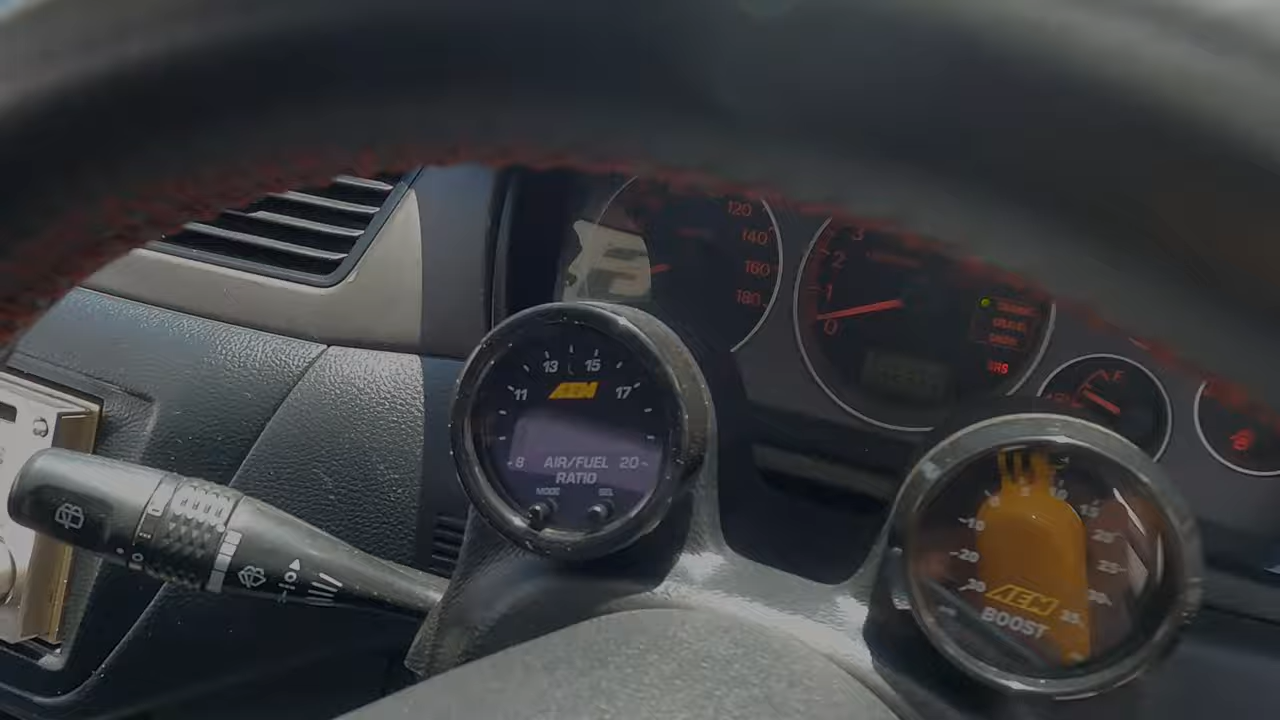 120
140
160
180
3
2
1
0
SRS
F
13 15
11 17
AEM
8 AIR/FUEL 20
RATIO
MODE SEL
0 10
-10 15
-20 20
30 25
30
35
AEM
BOOST